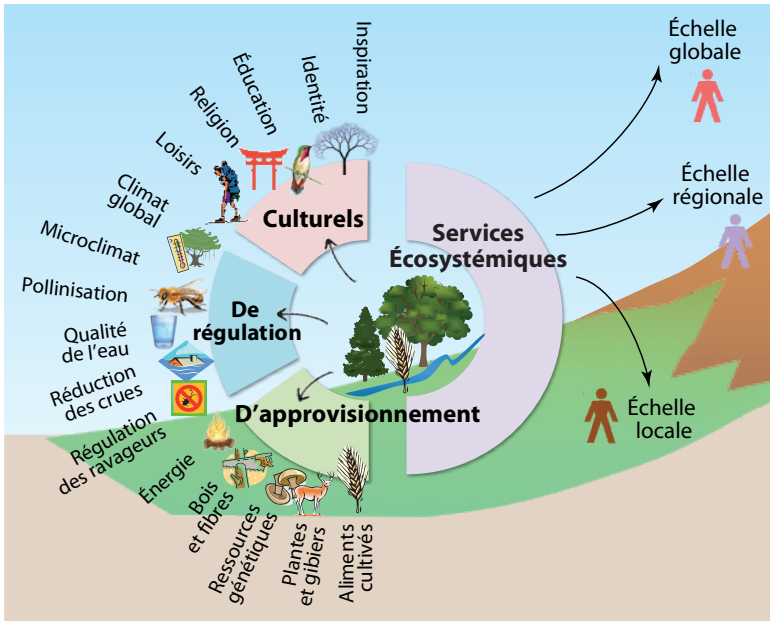 Inspiration
Identité
Éducation
Religion
Loisirs
Climat
global
Microclimat
Pollinisation
Qualité
de l'eau
Réduction
des crues
Régulation
des ravageurs
Énergie
Bois
et fibres
Ressources
génétiques
Plantes
et gibiers
Aliments
cultivés
Culturels
De
régulation
D'approvisionnement
Services
Écosystémiques
Échelle
globale
Échelle
régionale
Échelle
locale